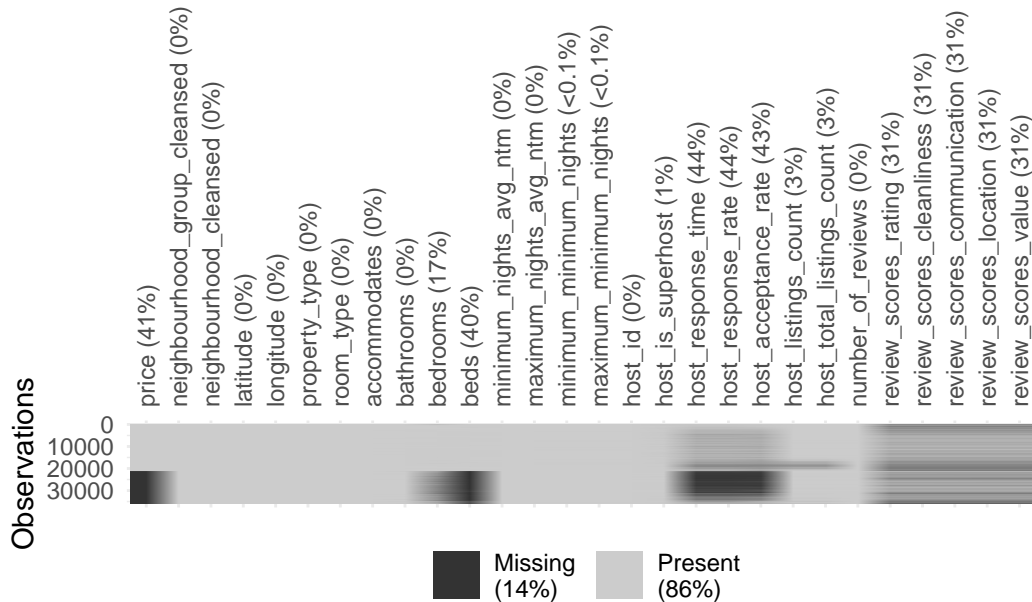 price (41%)
neighbourhood_group_cleansed (0%)
neighbourhood_cleansed (0%)
latitude (0%)
longitude (0%)
property_type (0%)
room_type (0%)
accommodates (0%)
bathrooms (0%)
bedrooms (17%)
beds (40%)
minimum_nights_avg_ntm (0%)
maximum_nights_avg_ntm (0%)
minimum_minimum_nights (<0.1%)
maximum_minimum_nights (<0.1%)
host_id (0%)
host_is_superhost (1%)
host_response_time (44%)
host_response_rate (44%)
host_acceptance_rate (43%)
host_listings_count (3%)
host_total_listings_count (3%)
number_of_reviews (0%)
review_scores_rating (31%)
review_scores_cleanliness (31%)
review_scores_communication (31%)
review_scores_location (31%)
review_scores_value (31%)
Observations
0
10000
20000
30000
Missing
(14%)
Present
(86%)